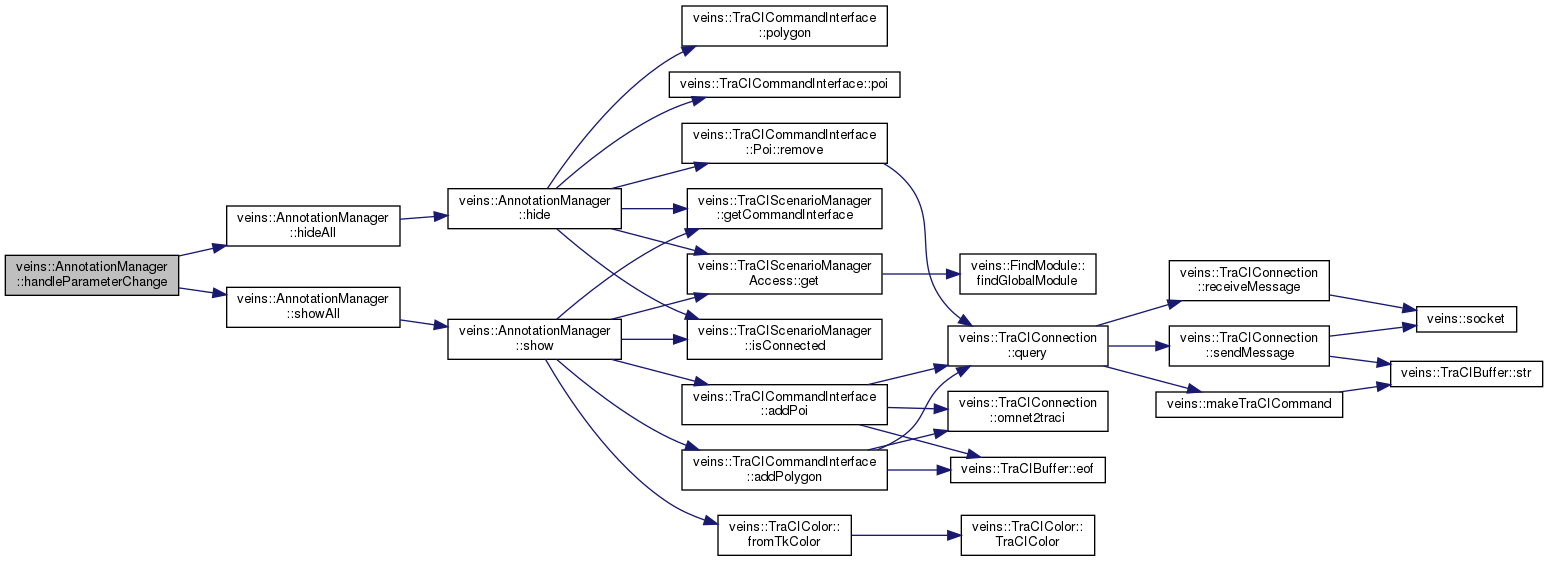 veins::AnnotationManager
::handleParameterChange
veins::AnnotationManager
::hideAll
veins::AnnotationManager
::showAll
veins::AnnotationManager
::hide
veins::AnnotationManager
::show
veins::TraCICommandInterface
::polygon
veins::TraCICommandInterface::poi
veins::TraCICommandInterface
::Poi::remove
veins::TraCIScenarioManager
::getCommandInterface
veins::TraCIScenarioManager
Access::get
veins::TraCIScenarioManager
::isConnected
veins::TraCICommandInterface
::addPoi
veins::TraCICommandInterface
::addPolygon
veins::TraCIColor::
fromTkColor
veins::FindModule::
findGlobalModule
veins::TraCIConnection
::query
veins::TraCIConnection
::omnet2traci
veins::TraCIBuffer::eof
veins::TraCIColor::
TraCIColor
veins::TraCIConnection
::receiveMessage
veins::TraCIConnection
::sendMessage
veins::makeTraCICommand
veins::socket
veins::TraCIBuffer::str